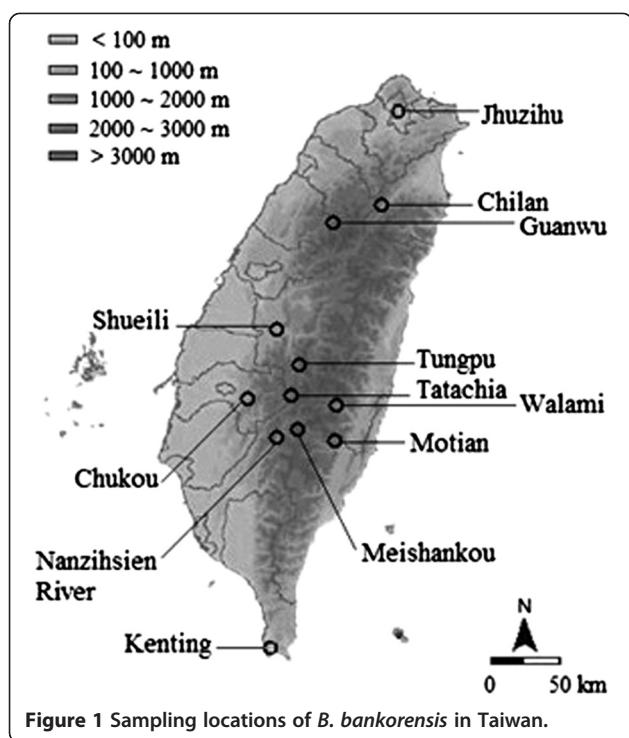 < 100 m
100 ~ 1000 m
1000 ~ 2000 m
2000 ~ 3000 m
> 3000 m
Jhuzihu
Chilan
Guanwu
Shueili
Tungpu
Tatachia
Walami
Motian
Chukou
Meishankou
Nanzihsien
River
Kenting
N
0 50 km
Figure 1 Sampling locations of B. bankorensis in Taiwan.